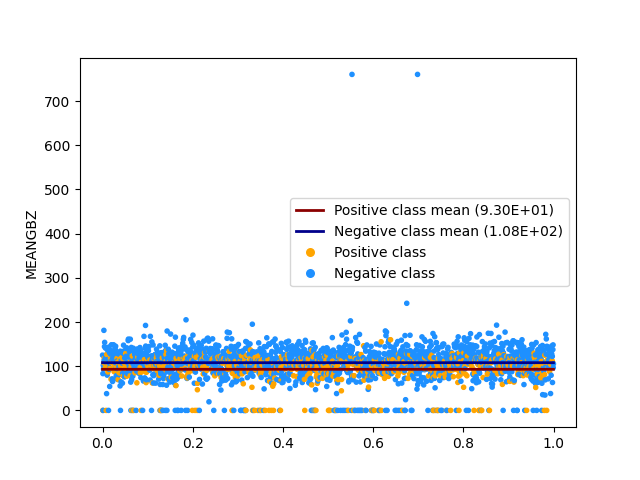 700
600
500
400
300
200
100
0
MEANGBZ
Positive class mean (9.30E+01)
Negative class mean (1.08E+02)
Positive class
Negative class
0.0 0.2 0.4 0.6 0.8 1.0